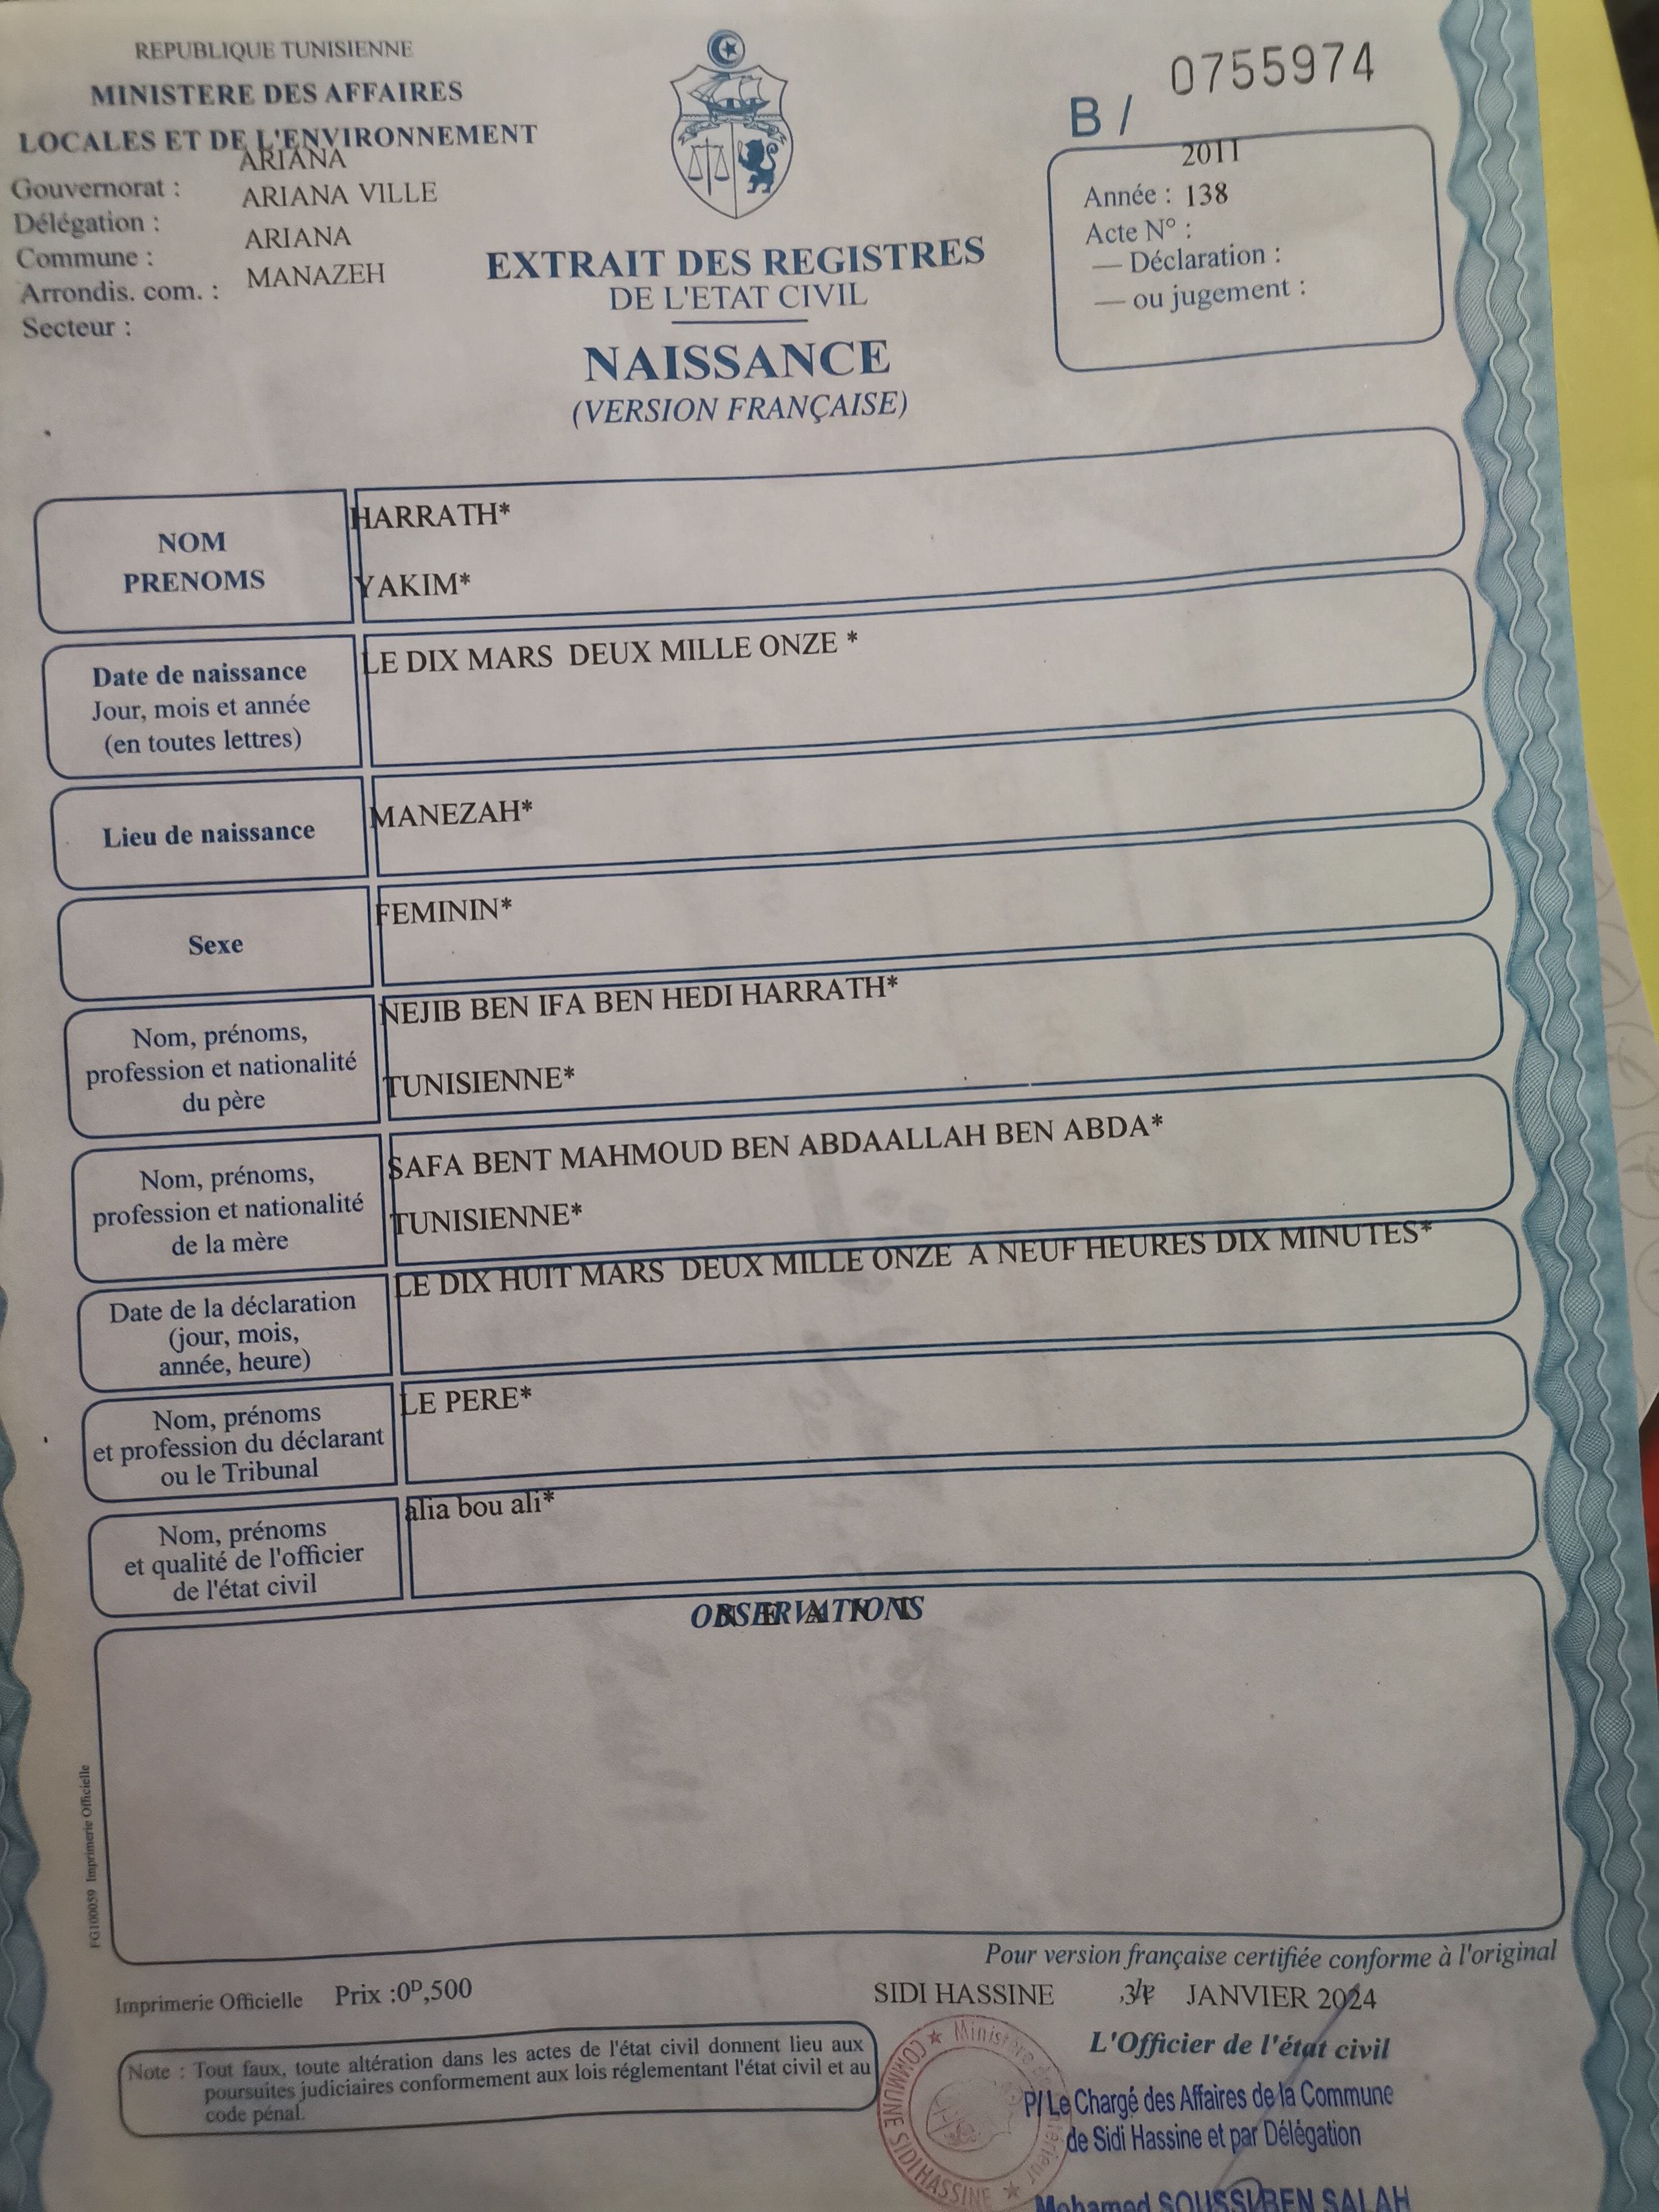 REPUBLIQUE TUNISIENNE
MINISTERE DES AFFAIRES
LOCALES ET DE L'ENVIRONNEMENT
ARIANA
Gouvernorat :
ARIANA VILLE
Délégation :
ARIANA
Commune :
MANAZEH
Arrondis. com. :
Secteur :
B / 0755974
2011
Année : 138
Acte N° :
— Déclaration :
— ou jugement :
EXTRAIT DES REGISTRES
DE L'ETAT CIVIL
NAISSANCE
(VERSION FRANÇAISE)
NOM
PRENOMS
HARRATH*
YAKIM*
Date de naissance
Jour, mois et année
(en toutes lettres)
LE DIX MARS DEUX MILLE ONZE *
Lieu de naissance
MANEZAH*
Sexe
FEMININ*
Nom, prénoms,
profession et nationalité
du père
NEJIB BEN IFA BEN HEDI HARRATH*
TUNISIENNE*
Nom, prénoms,
profession et nationalité
de la mère
SAFA BENT MAHMOUD BEN ABDAALLAH BEN ABDA*
TUNISIENNE*
Date de la déclaration
(jour, mois,
année, heure)
LE DIX HUIT MARS DEUX MILLE ONZE A NEUF HEURES DIX MINUTES*
Nom, prénoms
et profession du déclarant
ou le Tribunal
LE PERE*
Nom, prénoms
et qualité de l'officier
de l'état civil
alia bou ali*
OBSERVATIONS
N E A N T
FG100059 Imprimerie Officielle
Pour version française certifiée conforme à l'original
Imprimerie Officielle Prix :0ᴰ,500
SIDI HASSINE JANVIER 2024
L'Officier de l'état civil
Note : Tout faux, toute altération dans les actes de l'état civil donnent lieu aux
poursuites judiciaires conformement aux lois réglementant l'état civil et au
code pénal.
COMMUNE SIDI HASSINE
P/ Le Chargé des Affaires de la Commune
de Sidi Hassine et par Délégation
Mohamed SOUSSI BEN SALAH